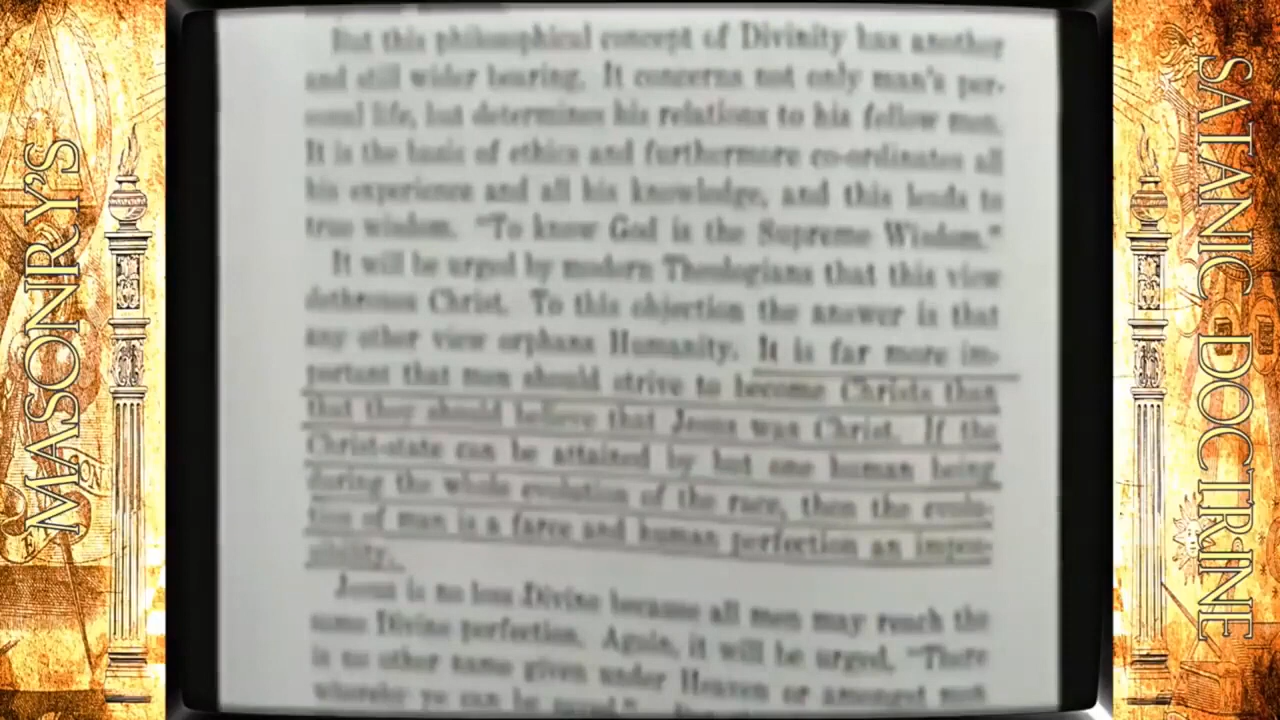 MASONRY'S
But this philosophical concept of Divinity has another
and still wider bearing. It concerns not only man's per-
sonal life, but determines his relations to his fellow men.
It is the basis of ethics and furthermore co-ordinates all
his experience and all his knowledge, and this leads to
true wisdom. "To know God is the Supreme Wisdom."
It will be urged by modern Theologians that this view
dethrones Christ. To this objection the answer is that
any other view orphans Humanity. It is far more im-
portant that men should strive to become Christs than
that they should believe that Jesus was Christ. If the
Christ-state can be attained by but one human being
during the whole evolution of the race, then the evolu-
tion of man is a farce and human perfection an impos-
sibility.
Jesus is no less Divine because all men may reach the
same Divine perfection. Again, it will be urged. "There
is no other name given under Heaven or amongst men
whereby we can be saved."
SATANIC DOCTRINE